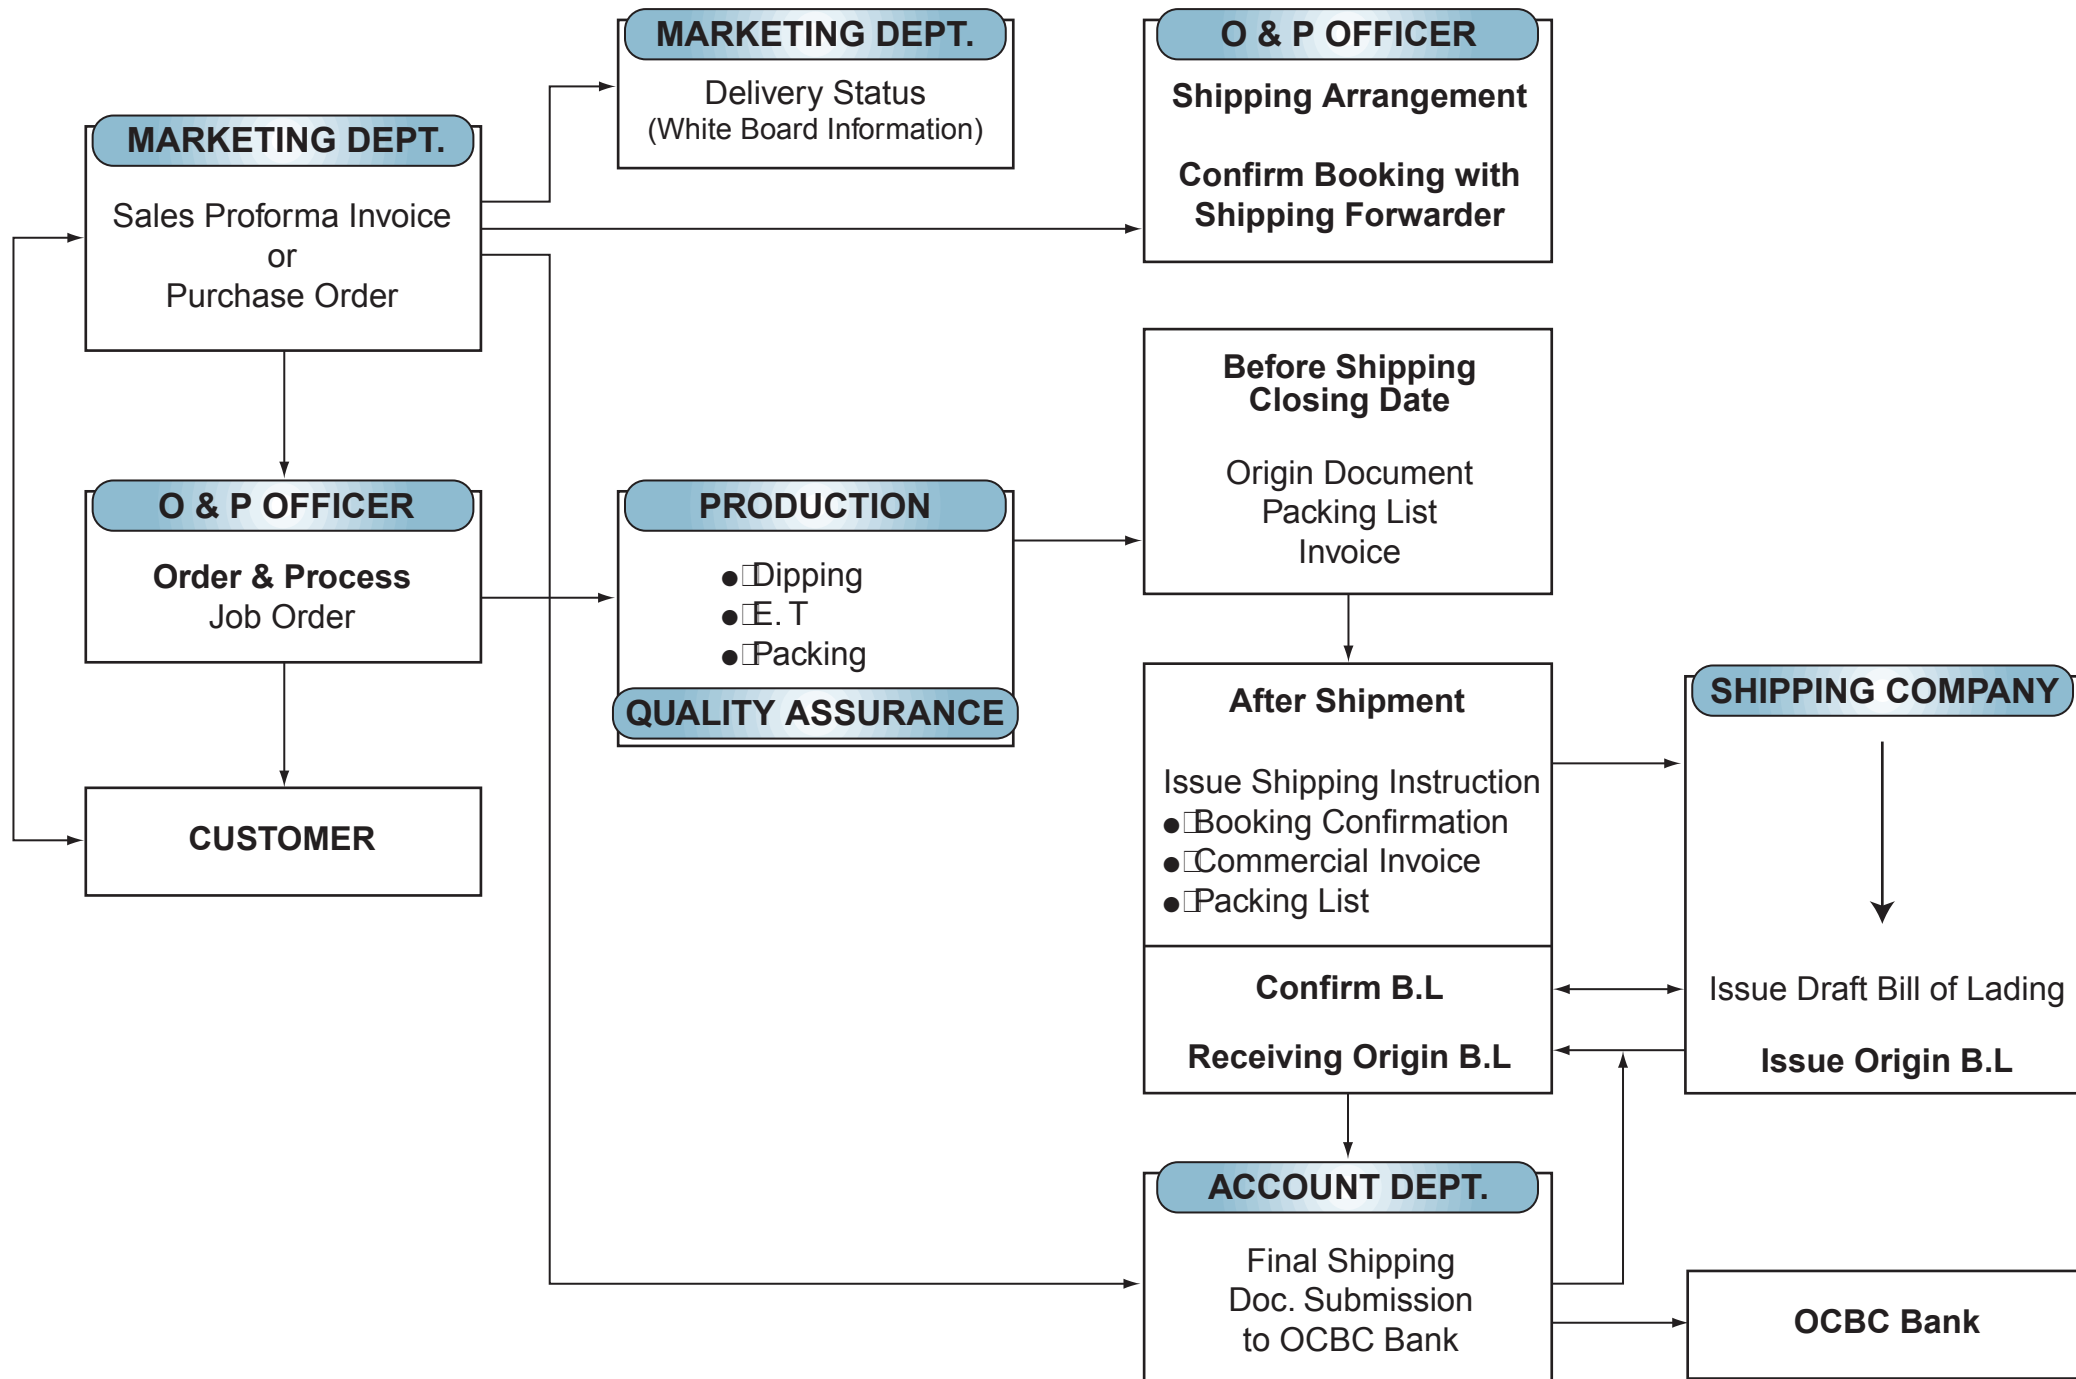 MARKETING DEPT.
Sales Proforma Invoice
or
Purchase Order
MARKETING DEPT.
Delivery Status
(White Board Information)
O & P OFFICER
Shipping Arrangement
Confirm Booking with
Shipping Forwarder
O & P OFFICER
Order & Process
Job Order
CUSTOMER
PRODUCTION
● Dipping
● E. T
● Packing
QUALITY ASSURANCE
Before Shipping
Closing Date
Origin Document
Packing List
Invoice
After Shipment
Issue Shipping Instruction
● Booking Confirmation
● Commercial Invoice
● Packing List
Confirm B.L
Receiving Origin B.L
SHIPPING COMPANY
Issue Draft Bill of Lading
Issue Origin B.L
ACCOUNT DEPT.
Final Shipping
Doc. Submission
to OCBC Bank
OCBC Bank